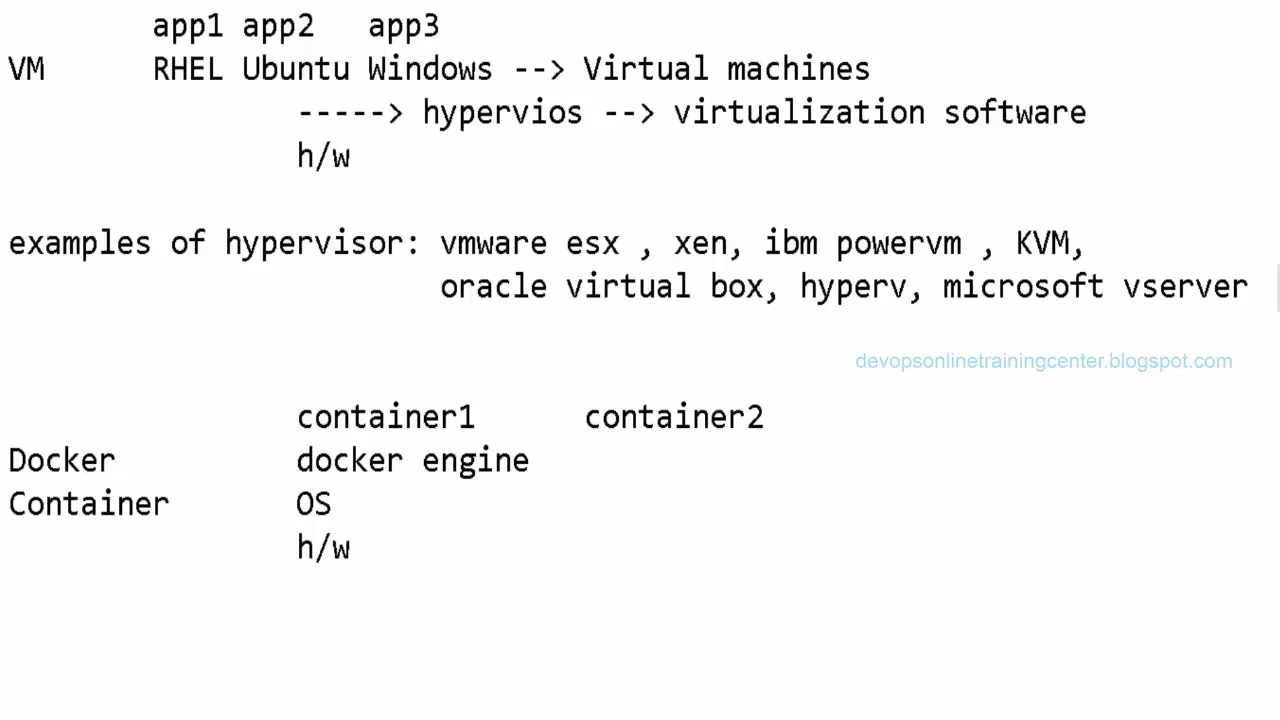 app1 app2 app3
VM RHEL Ubuntu Windows --> Virtual machines
-----> hypervios --> virtualization software
h/w
examples of hypervisor: vmware esx , xen, ibm powervm , KVM,
oracle virtual box, hyperv, microsoft vserver
devopsonlinetrainingcenter.blogspot.com
container1 container2
Docker docker engine
Container OS
h/w